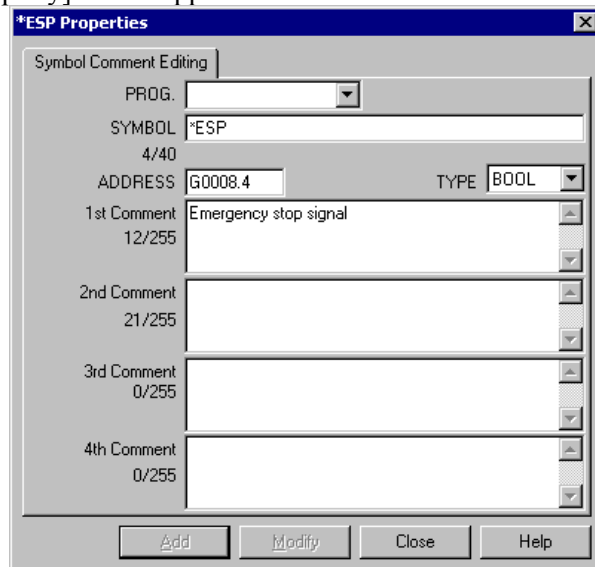 *ESP Properties
Symbol Comment Editing
PROG.
SYMBOL *ESP
4/40
ADDRESS G0008.4 TYPE BOOL
1st Comment Emergency stop signal
12/255
2nd Comment
21/255
3rd Comment
0/255
4th Comment
0/255
Add Modify Close Help